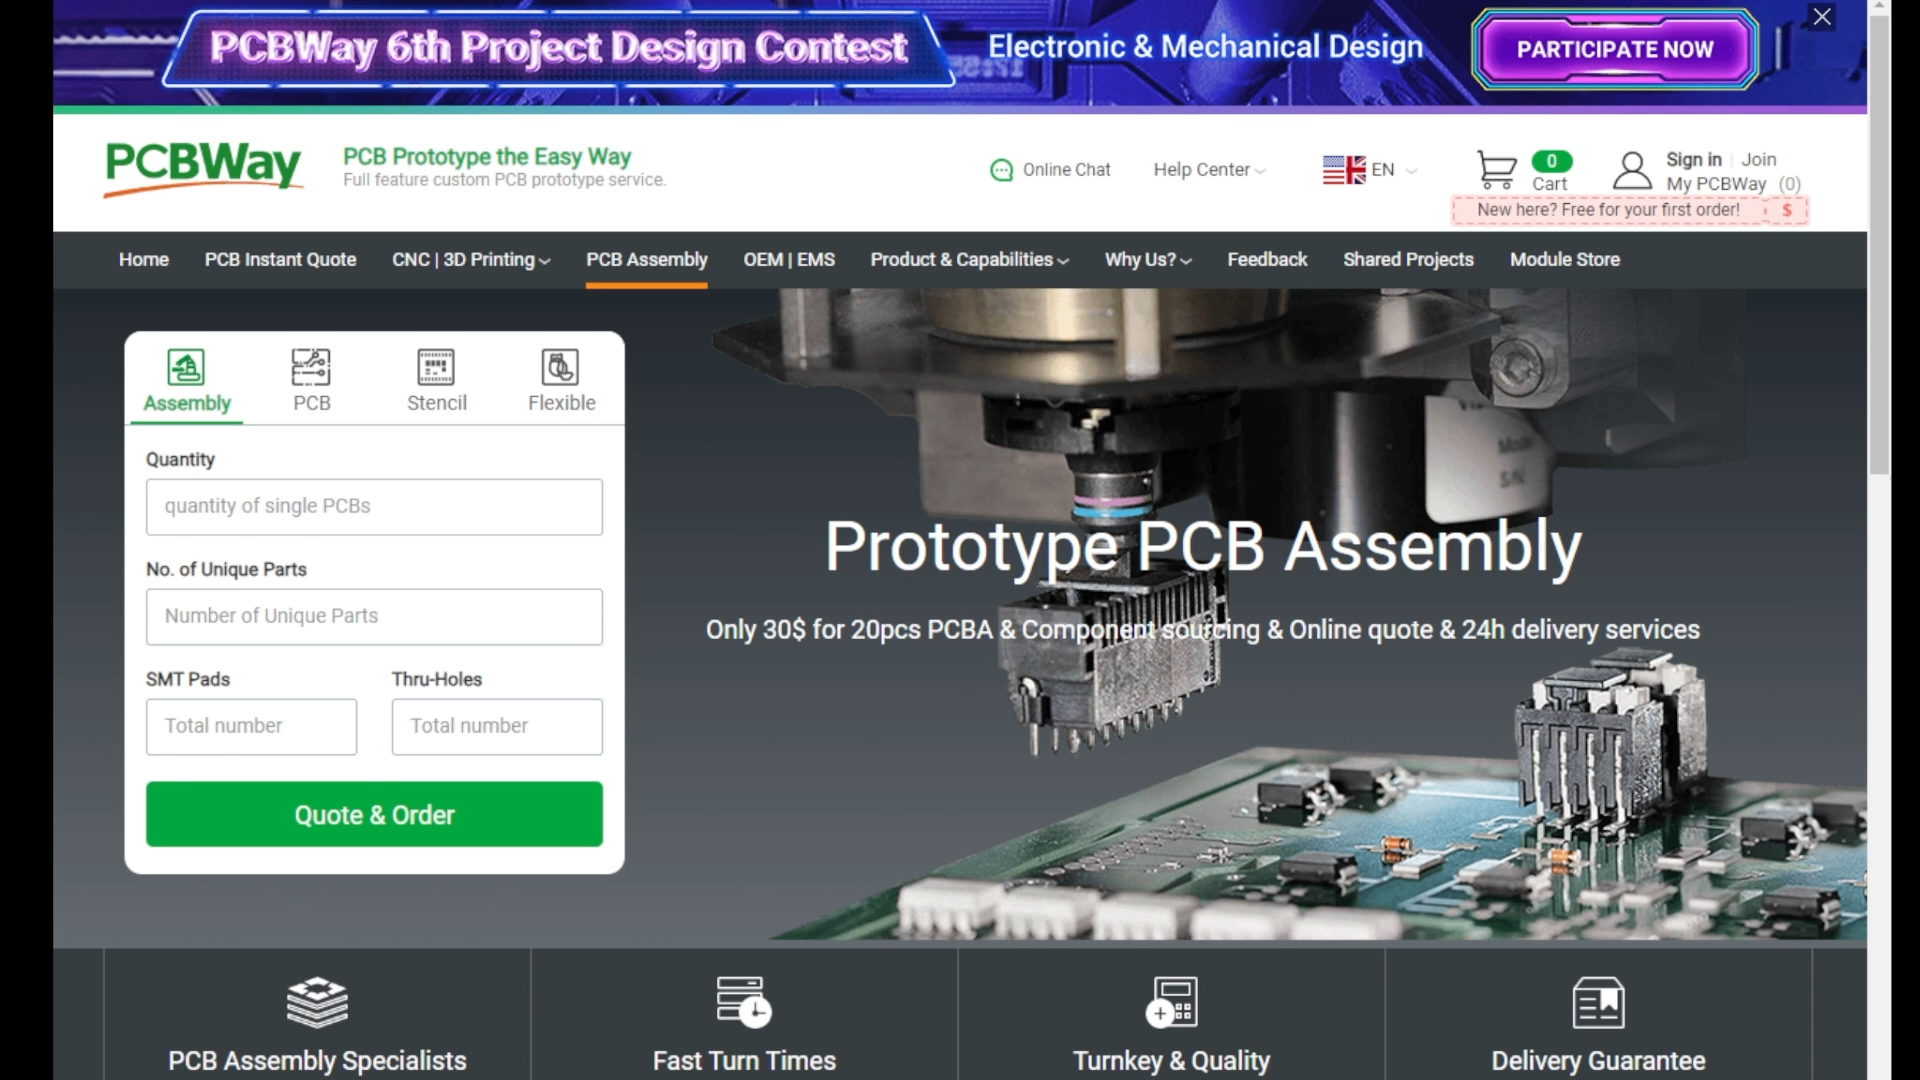 PCBWay 6th Project Design Contest
Electronic & Mechanical Design
PARTICIPATE NOW
PCBWay
PCB Prototype the Easy Way
Full feature custom PCB prototype service.
Online Chat
Help Center
EN
0
Cart
Sign in
Join
My PCBWay (0)
New here? Free for your first order!
$
Home
PCB Instant Quote
CNC | 3D Printing
PCB Assembly
OEM | EMS
Product & Capabilities
Why Us?
Feedback
Shared Projects
Module Store
Assembly
PCB
Stencil
Flexible
Quantity
quantity of single PCBs
No. of Unique Parts
Number of Unique Parts
SMT Pads
Thru-Holes
Total number
Total number
Quote & Order
Prototype PCB Assembly
Only 30$ for 20pcs PCBA & Component sourcing & Online quote & 24h delivery services
PCB Assembly Specialists
Fast Turn Times
Turnkey & Quality
Delivery Guarantee